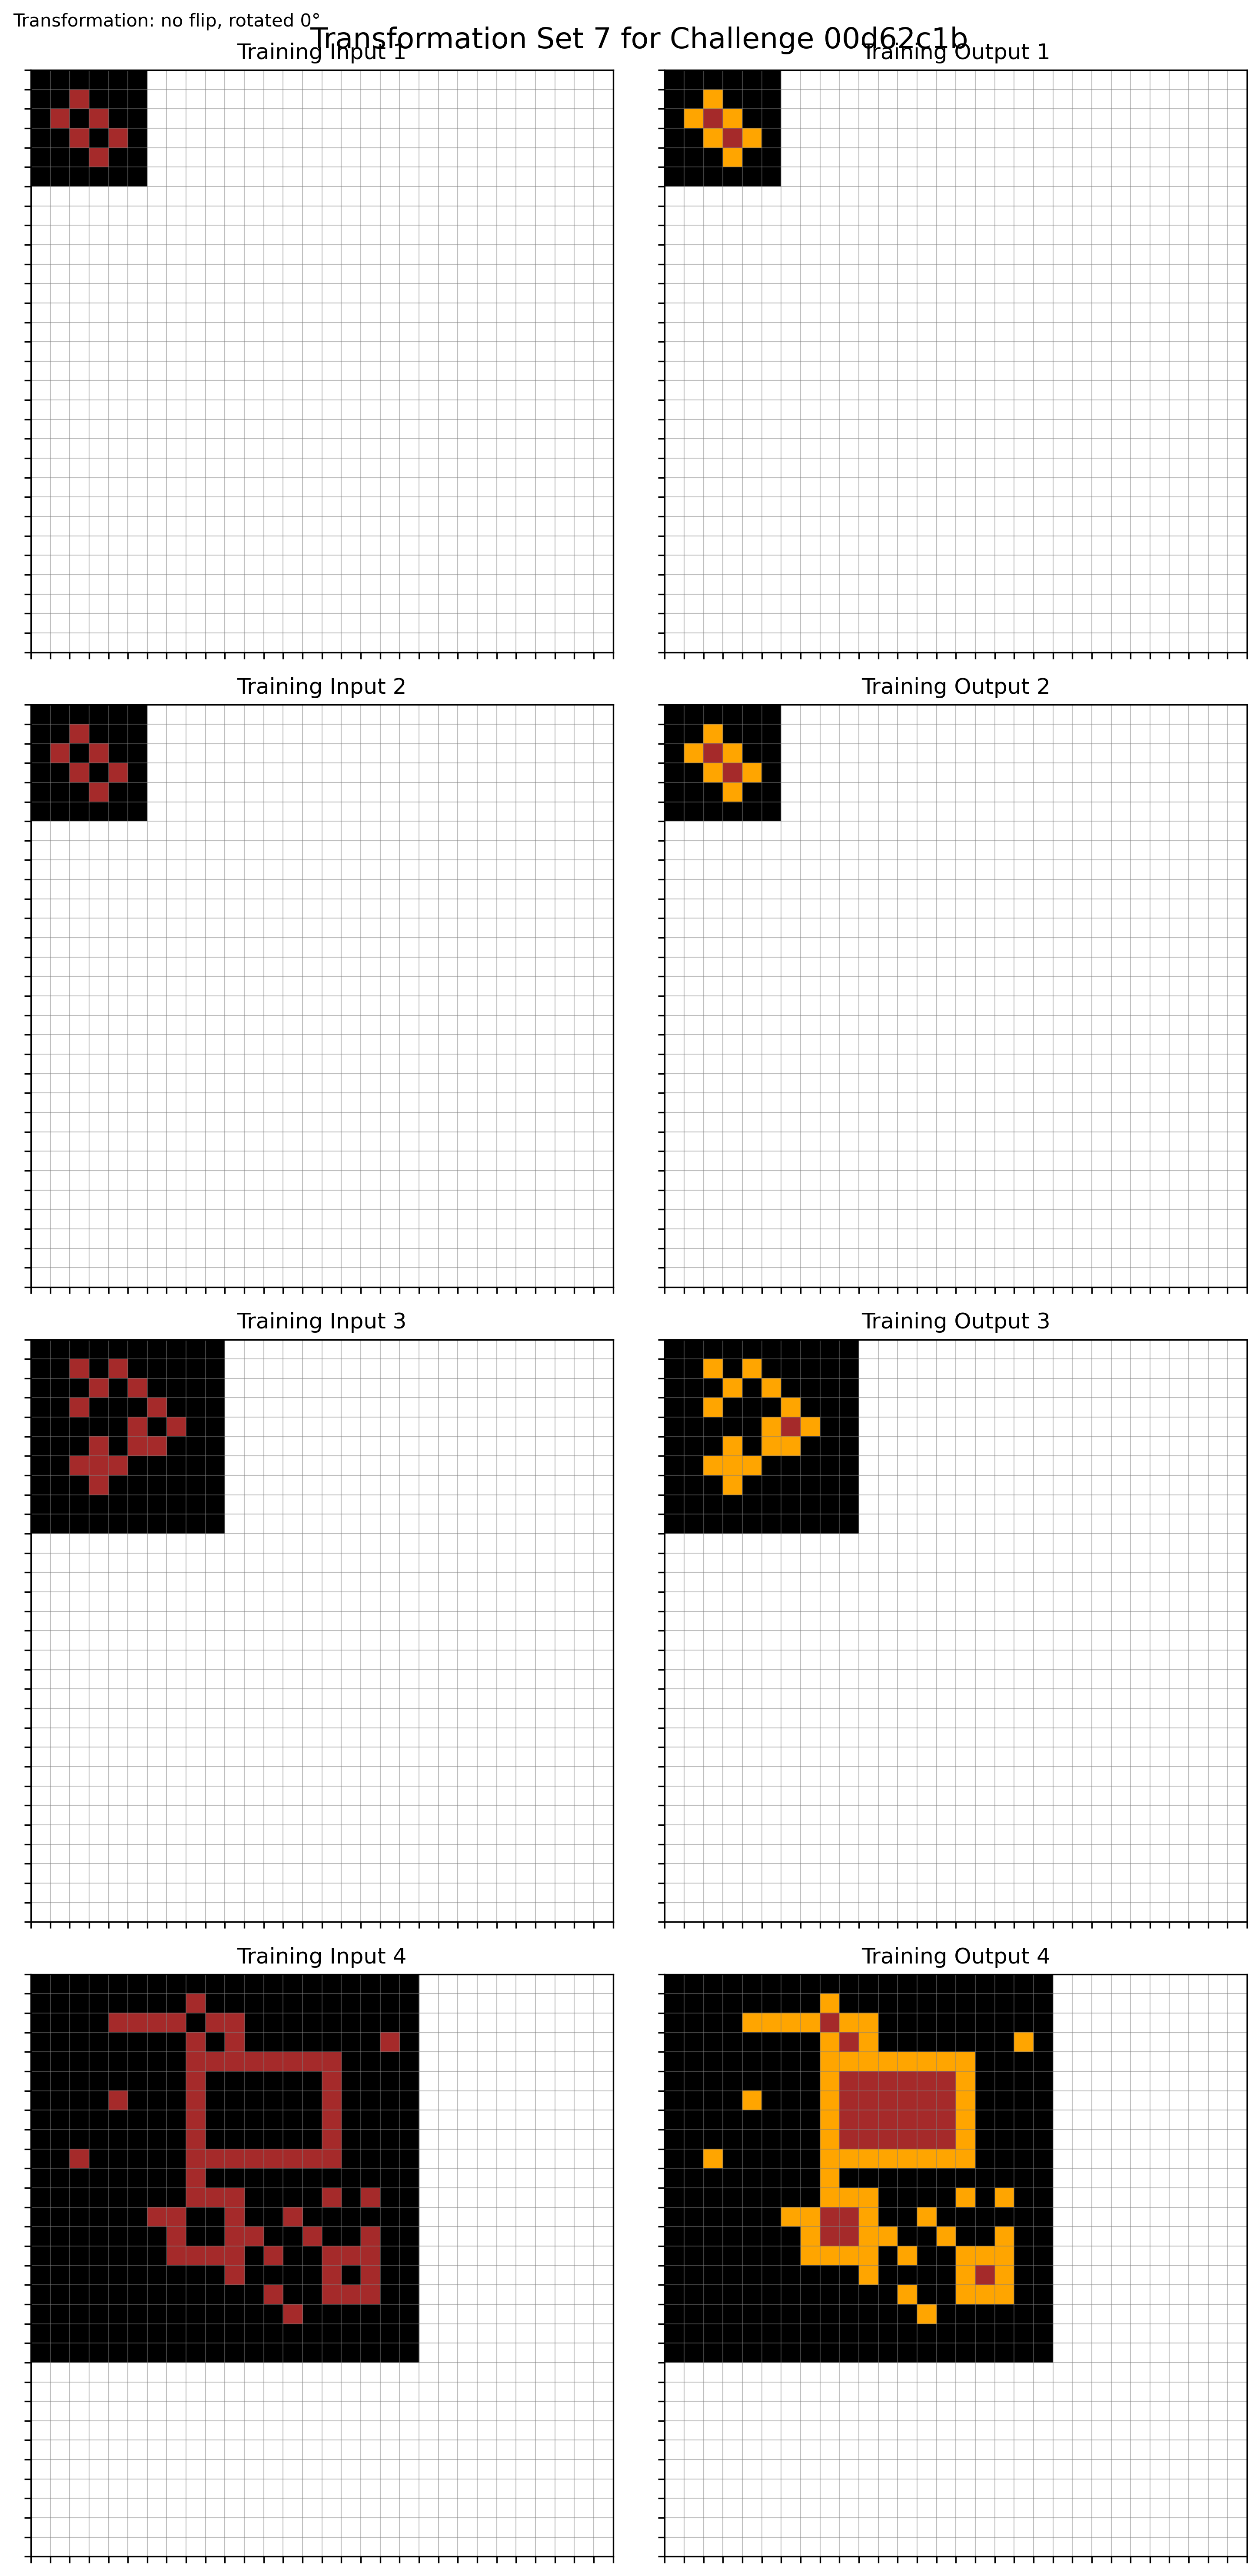 Transformation: no flip, rotated 0°
Transformation Set 7 for Challenge 00d62c1b
Training Input 1
Training Output 1
Training Input 2
Training Output 2
Training Input 3
Training Output 3
Training Input 4
Training Output 4